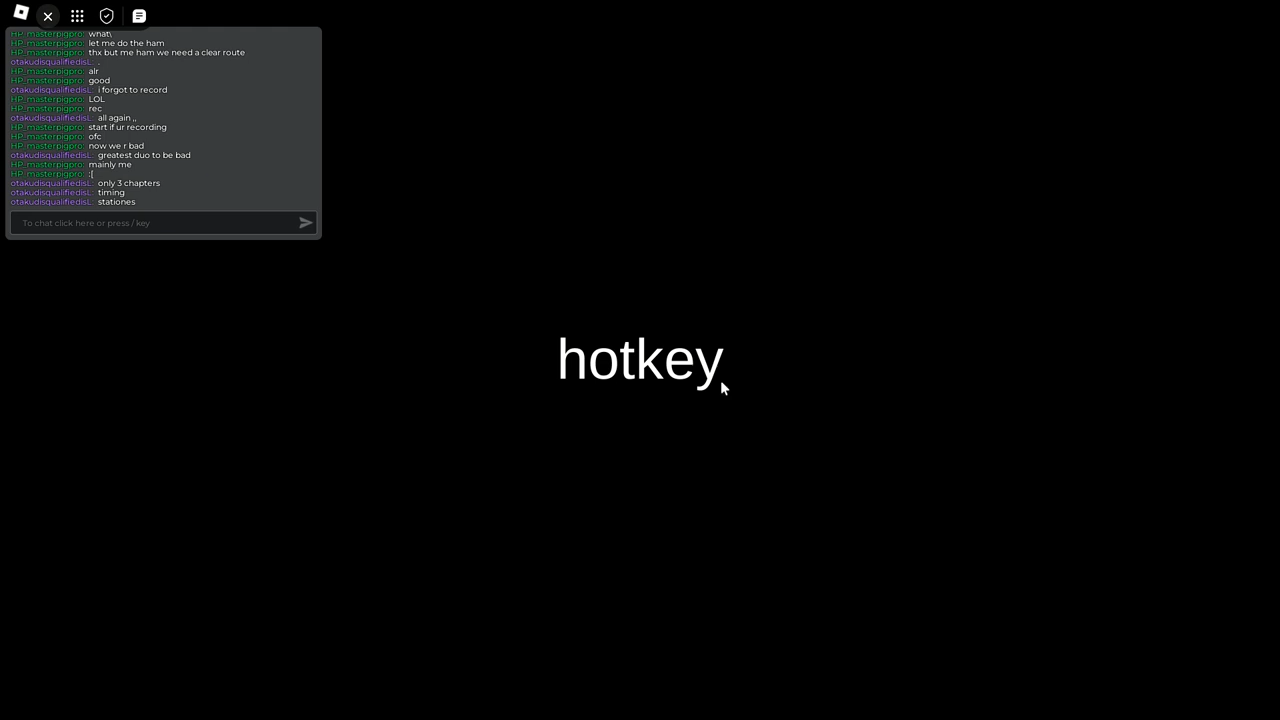 HP_masterpigpro: what\
HP_masterpigpro: let me do the ham
HP_masterpigpro: thx but me ham we need a clear route
otakudisqualifiedisL: .
HP_masterpigpro: alr
HP_masterpigpro: good
otakudisqualifiedisL: i forgot to record
HP_masterpigpro: LOL
HP_masterpigpro: rec
otakudisqualifiedisL: all again ,,
HP_masterpigpro: start if ur recording
HP_masterpigpro: ofc
HP_masterpigpro: now we r bad
otakudisqualifiedisL: greatest duo to be bad
HP_masterpigpro: mainly me
HP_masterpigpro: :[
otakudisqualifiedisL: only 3 chapters
otakudisqualifiedisL: timing
otakudisqualifiedisL: stationes
To chat click here or press / key
hotkey